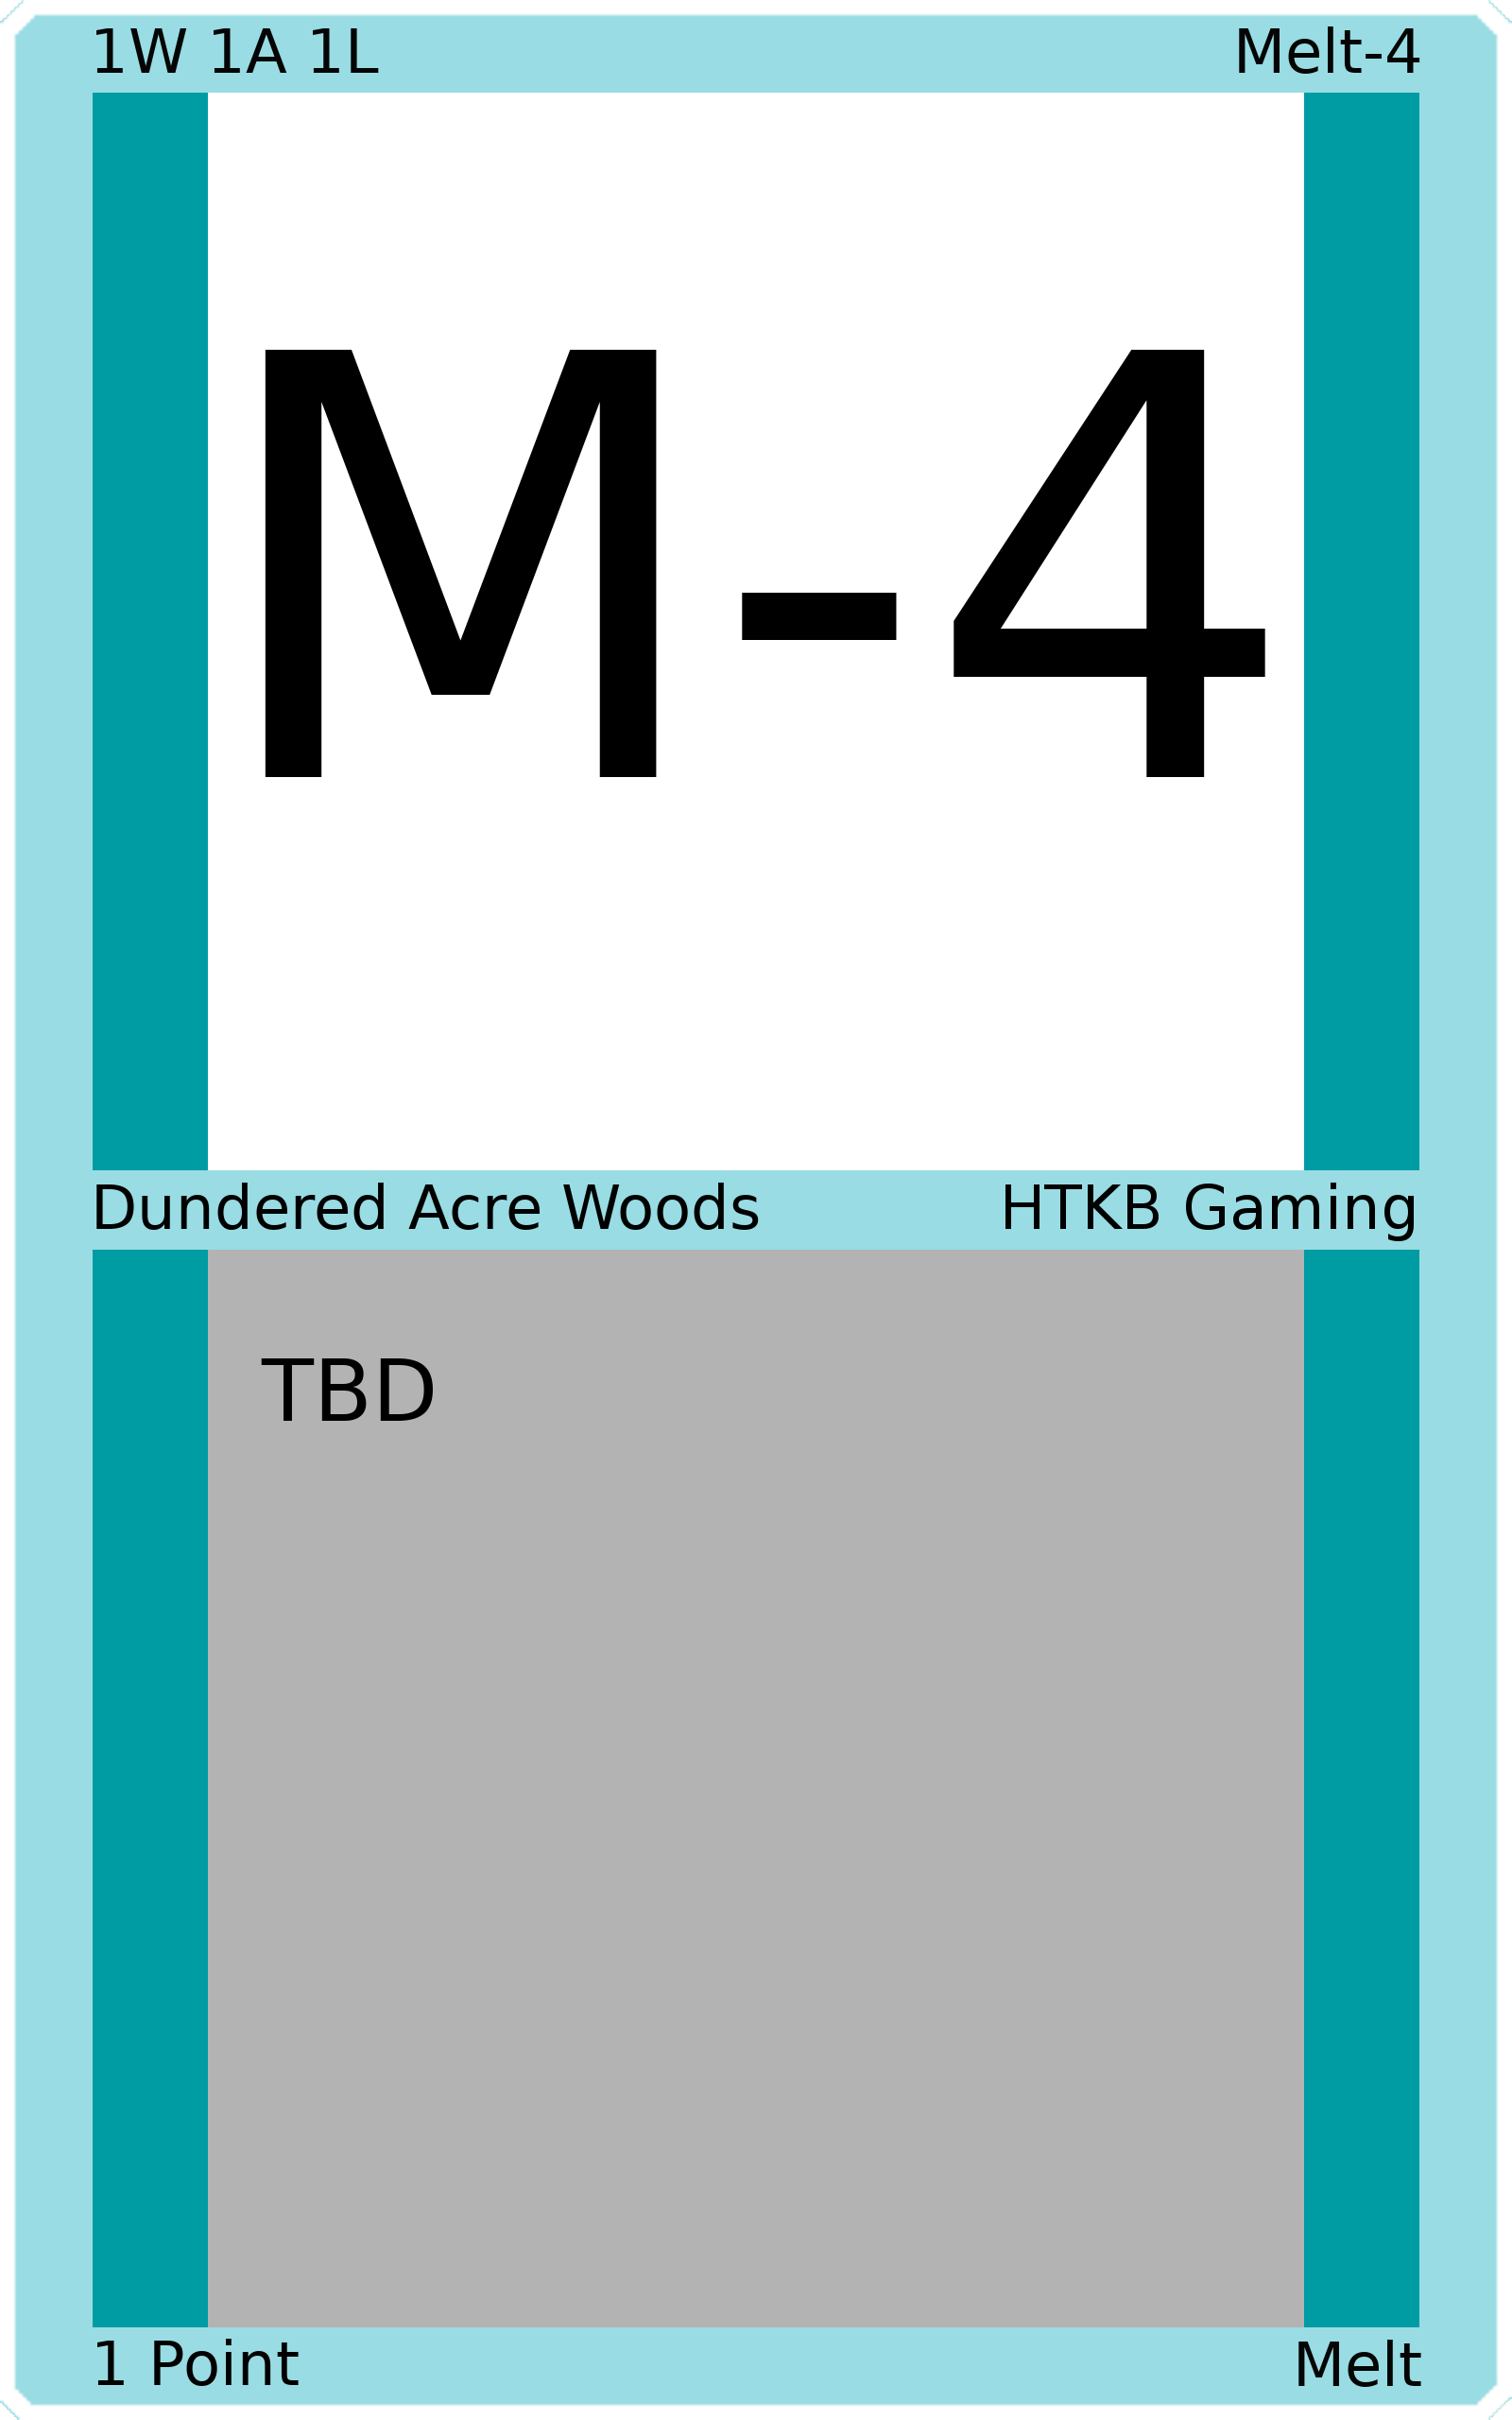 1W 1A 1L Melt-4
M-4
Dundered Acre Woods HTKB Gaming
TBD
1 Point Melt